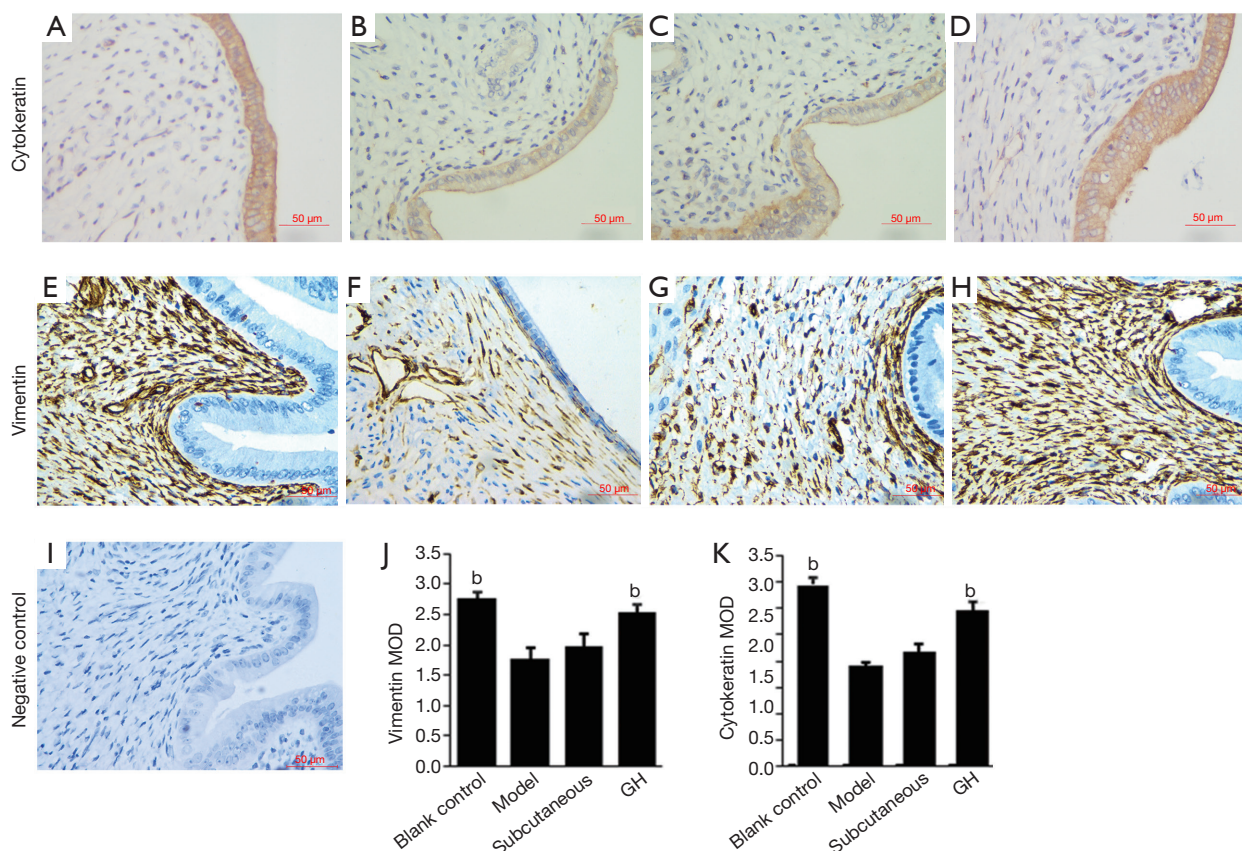 A
B
C
D
Cytokeratin
50 µm
50 µm
50 µm
50 µm
E
F
G
H
Vimentin
50 µm
50 µm
50 µm
50 µm
I
Negative control
50 µm
J
Vimentin MOD
3.5
3.0
2.5
2.0
1.5
1.0
0.5
0.0
b
b
Blank control
Model
Subcutaneous
GH
K
Cytokeratin MOD
3.5
3.0
2.5
2.0
1.5
1.0
0.5
0.0
b
b
Blank control
Model
Subcutaneous
GH